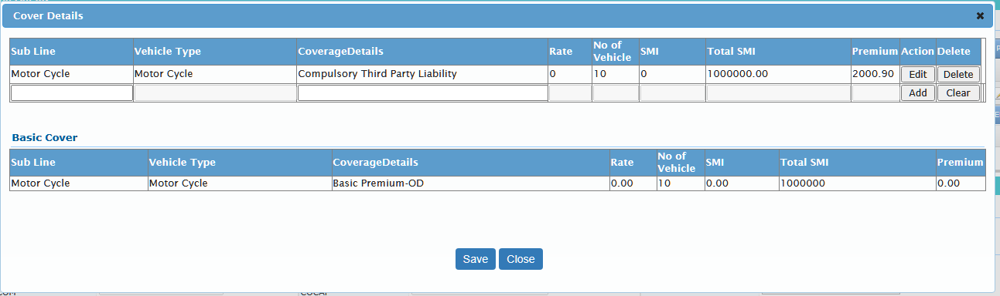 Cover Details ✖
Sub Line Vehicle Type CoverageDetails Rate No of Vehicle SMI Total SMI Premium Action Delete
Motor Cycle Motor Cycle Compulsory Third Party Liability 0 10 0 1000000.00 2000.90 Edit Delete
Add Clear
Basic Cover
Sub Line Vehicle Type CoverageDetails Rate No of Vehicle SMI Total SMI Premium
Motor Cycle Motor Cycle Basic Premium-OD 0.00 10 0.00 1000000 0.00
Save Close